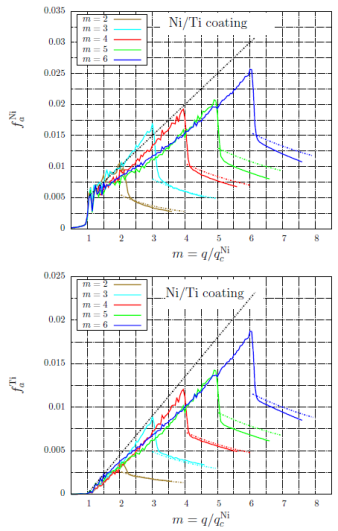 0.035
0.03
0.025
0.02
0.015
0.01
0.005
0
f_a^Ni
m = 2
m = 3
m = 4
m = 5
m = 6
Ni/Ti coating
1 2 3 4 5 6 7 8
m = q/q_c^Ni
0.025
0.02
0.015
0.01
0.005
0
f_a^Ti
m = 2
m = 3
m = 4
m = 5
m = 6
Ni/Ti coating
1 2 3 4 5 6 7 8
m = q/q_c^Ni